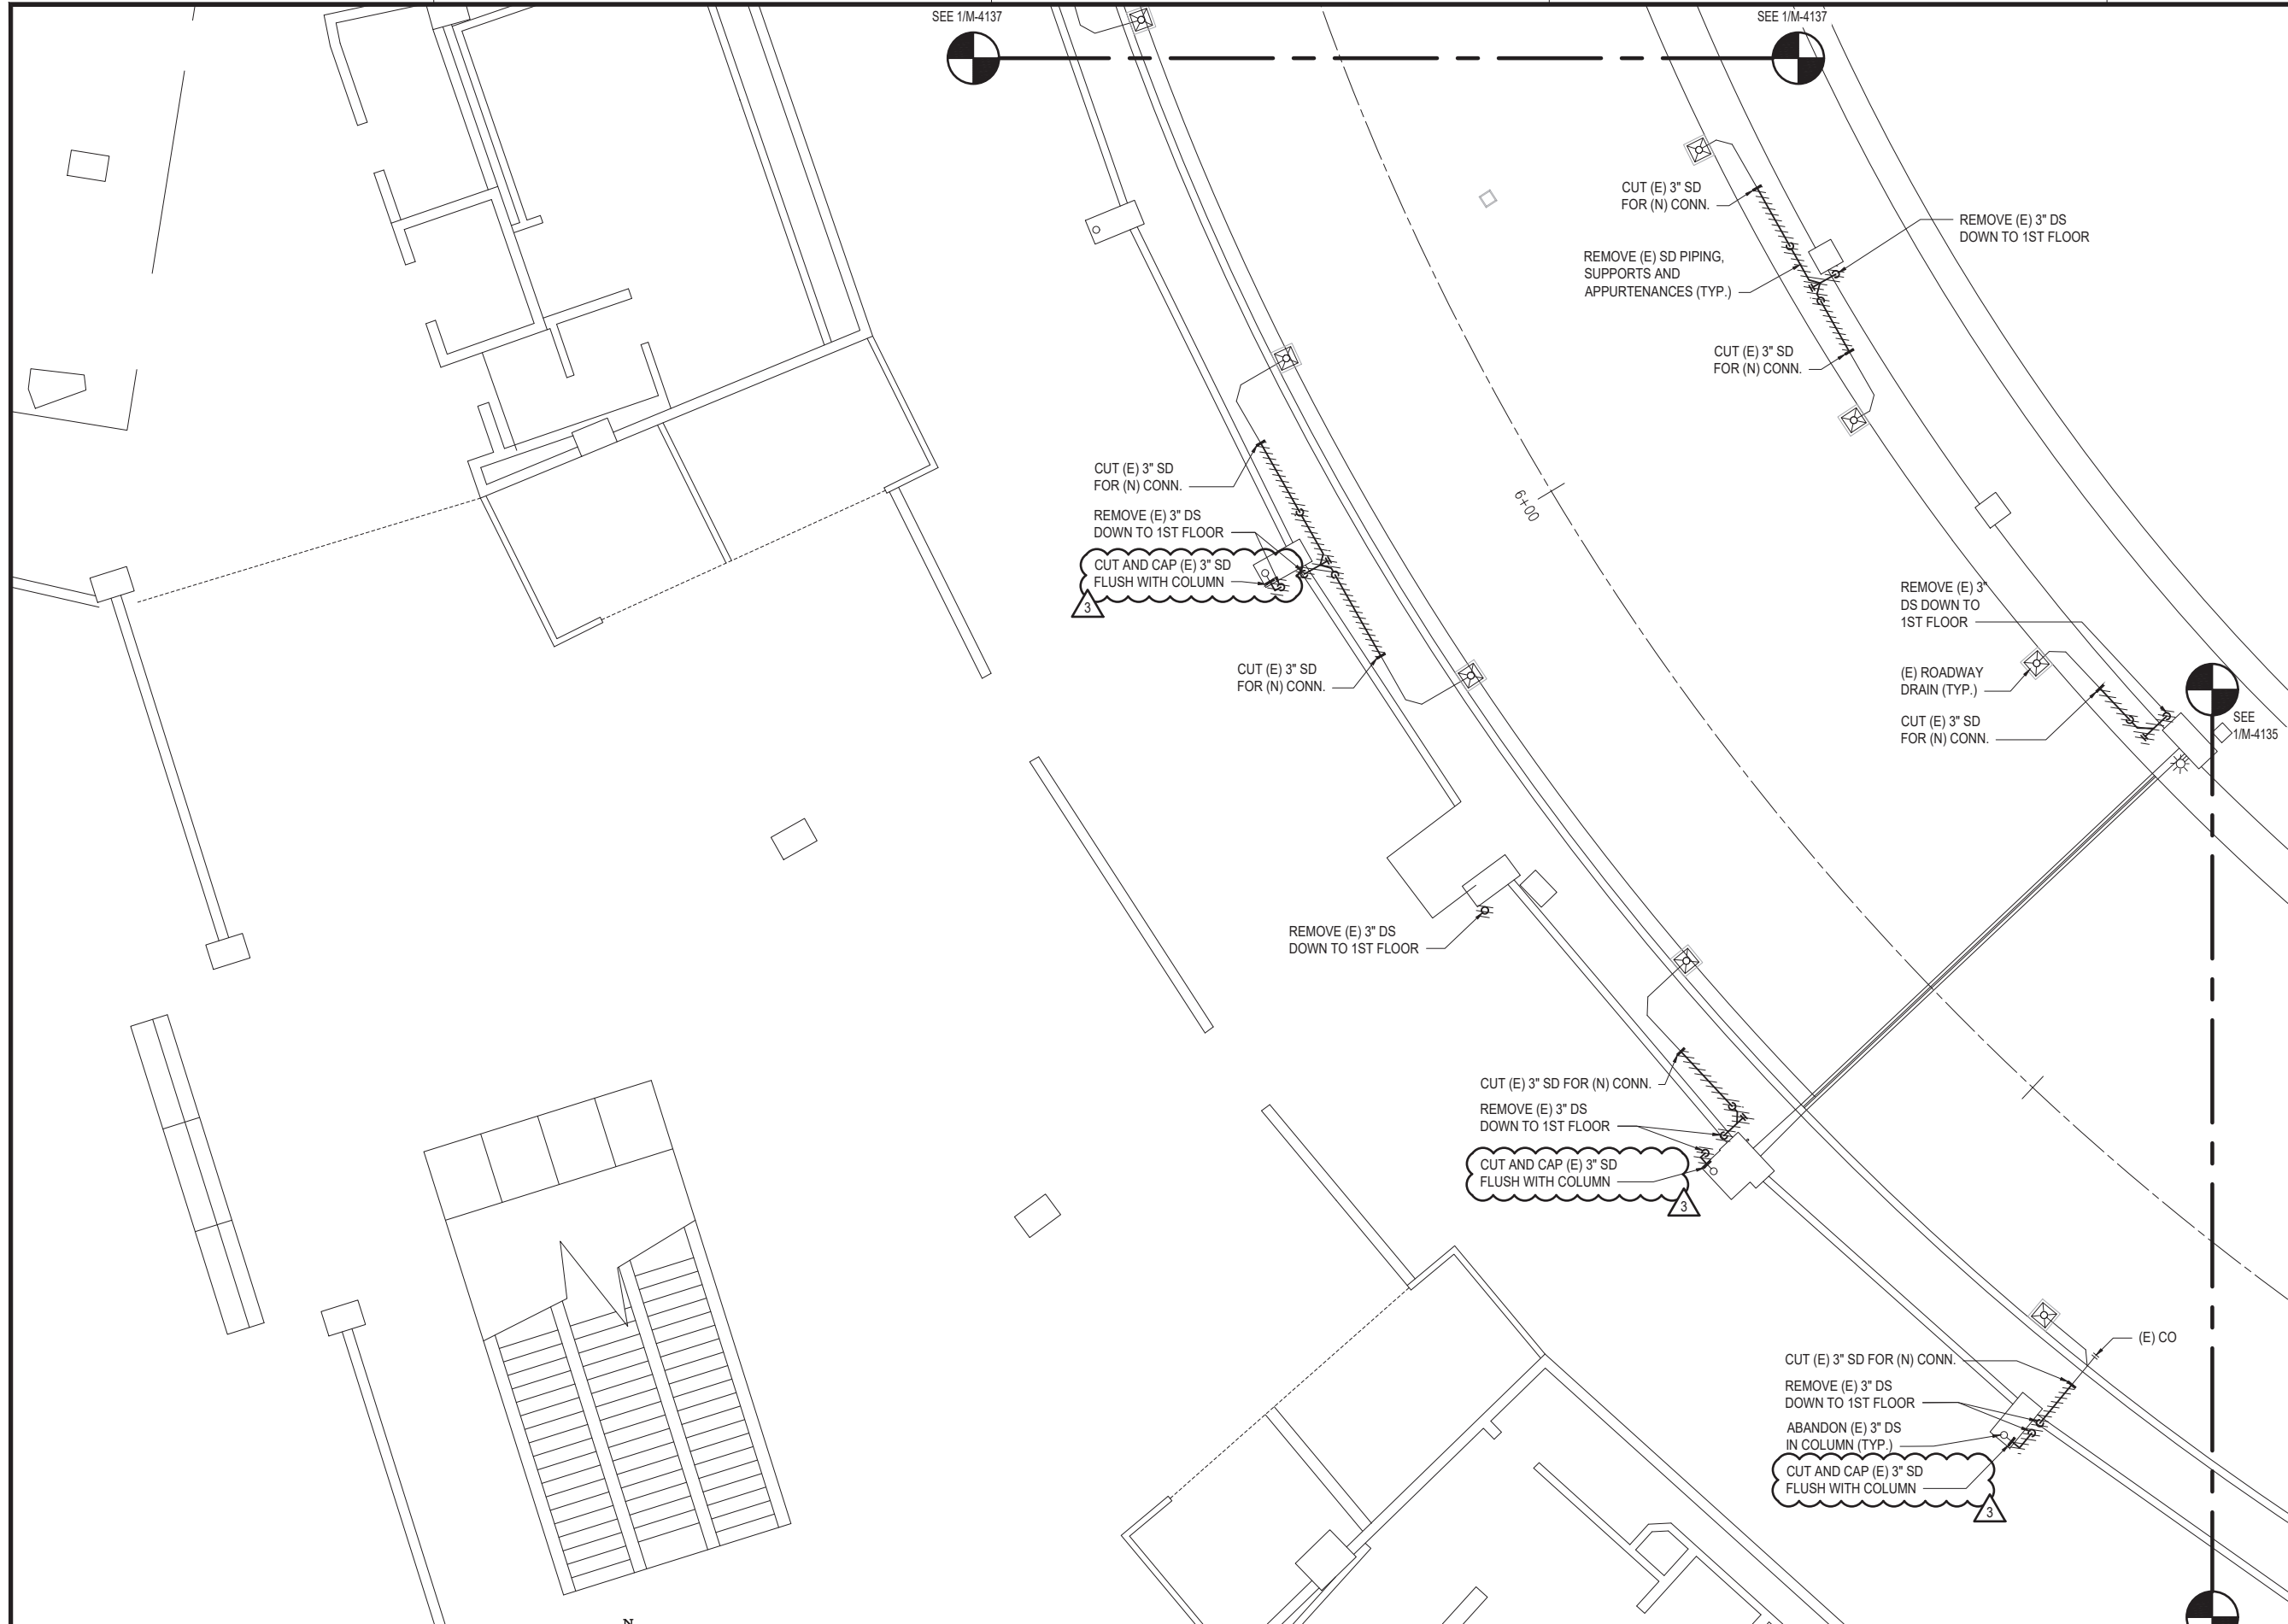 SEE 1/M-4137
SEE 1/M-4137
CUT (E) 3" SD
FOR (N) CONN.
REMOVE (E) 3" DS
DOWN TO 1ST FLOOR
REMOVE (E) SD PIPING,
SUPPORTS AND
APPURTENANCES (TYP.)
CUT (E) 3" SD
FOR (N) CONN.
CUT (E) 3" SD
FOR (N) CONN.
REMOVE (E) 3" DS
DOWN TO 1ST FLOOR
CUT AND CAP (E) 3" SD
FLUSH WITH COLUMN
3
6+00
CUT (E) 3" SD
FOR (N) CONN.
REMOVE (E) 3"
DS DOWN TO
1ST FLOOR
(E) ROADWAY
DRAIN (TYP.)
CUT (E) 3" SD
FOR (N) CONN.
SEE
1/M-4135
REMOVE (E) 3" DS
DOWN TO 1ST FLOOR
CUT (E) 3" SD FOR (N) CONN.
REMOVE (E) 3" DS
DOWN TO 1ST FLOOR
CUT AND CAP (E) 3" SD
FLUSH WITH COLUMN
3
(E) CO
CUT (E) 3" SD FOR (N) CONN.
REMOVE (E) 3" DS
DOWN TO 1ST FLOOR
ABANDON (E) 3" DS
IN COLUMN (TYP.)
CUT AND CAP (E) 3" SD
FLUSH WITH COLUMN
3
N